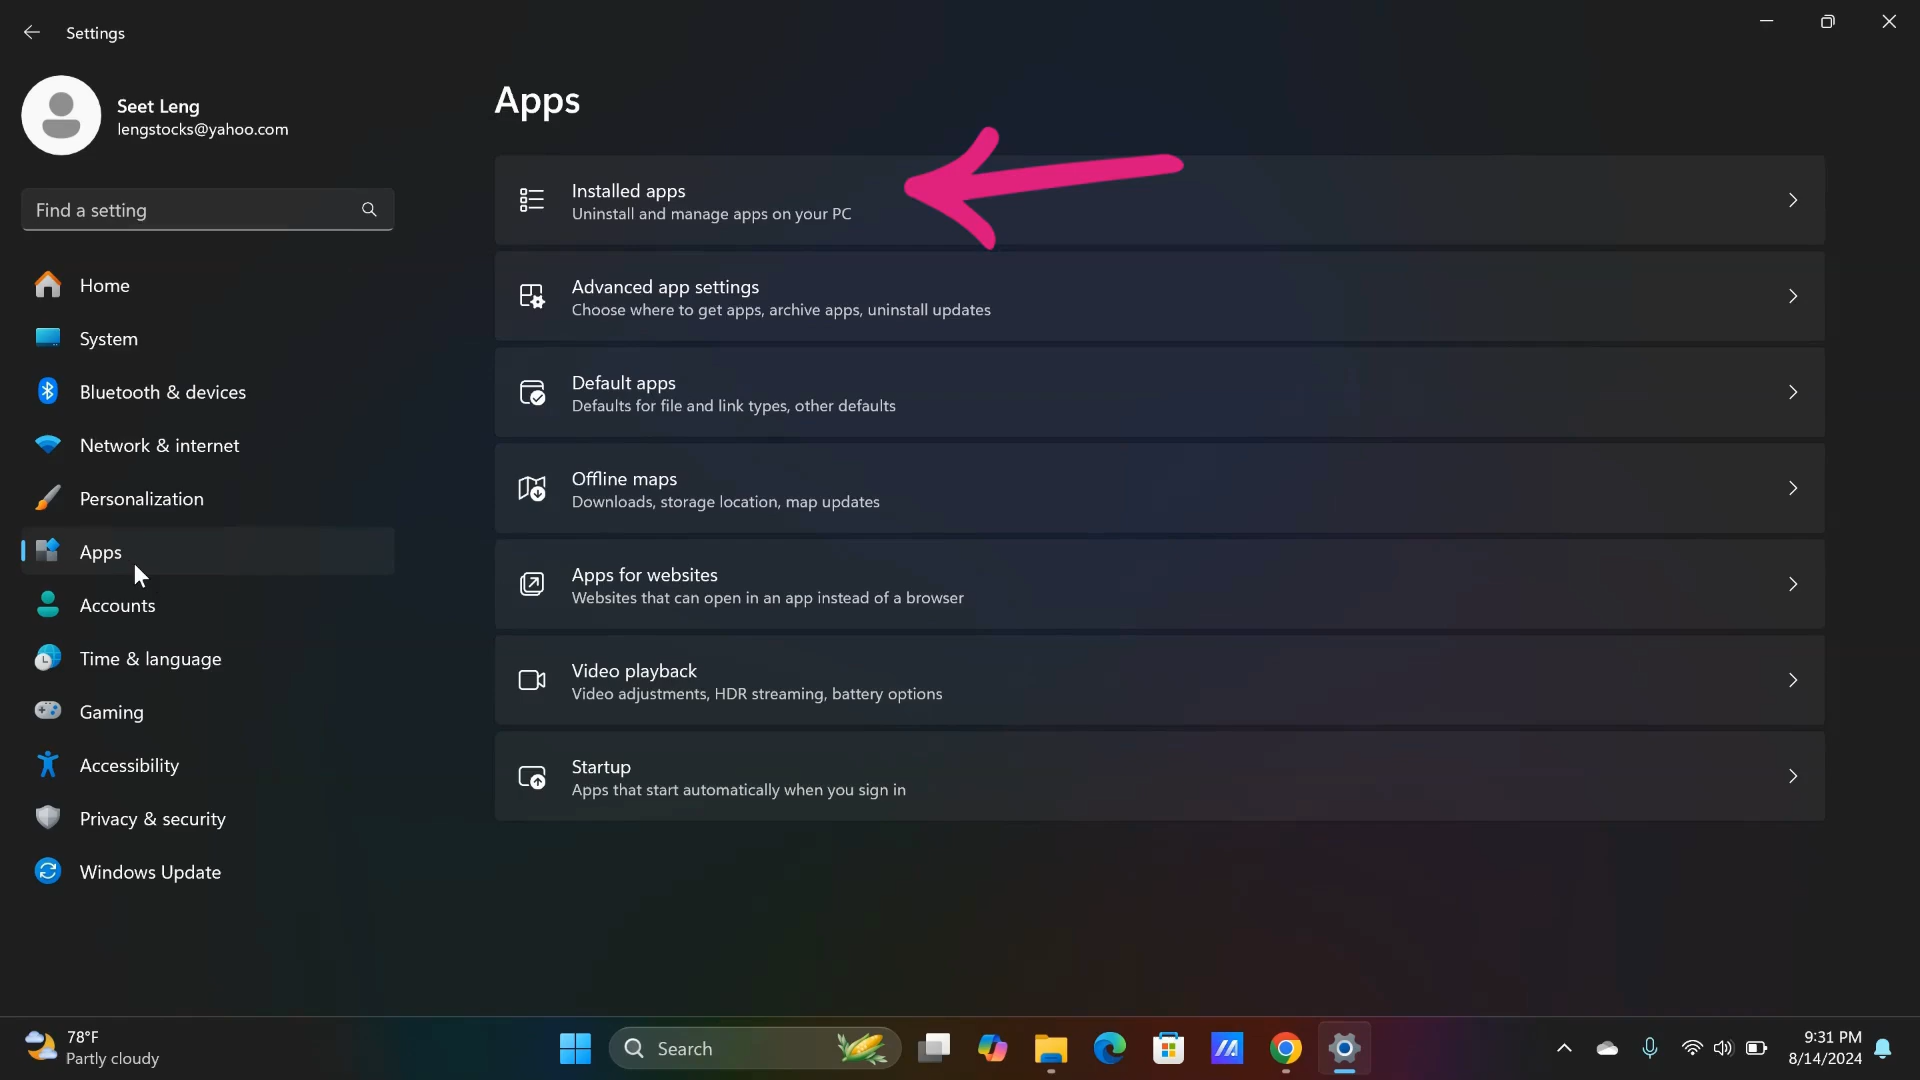 Settings
Seet Leng
lengstocks@yahoo.com
Find a setting
Home
System
Bluetooth & devices
Network & internet
Personalization
Apps
Accounts
Time & language
Gaming
Accessibility
Privacy & security
Windows Update
Apps
Installed apps
Uninstall and manage apps on your PC
Advanced app settings
Choose where to get apps, archive apps, uninstall updates
Default apps
Defaults for file and link types, other defaults
Offline maps
Downloads, storage location, map updates
Apps for websites
Websites that can open in an app instead of a browser
Video playback
Video adjustments, HDR streaming, battery options
Startup
Apps that start automatically when you sign in
78°F
Partly cloudy
Search
9:31 PM
8/14/2024